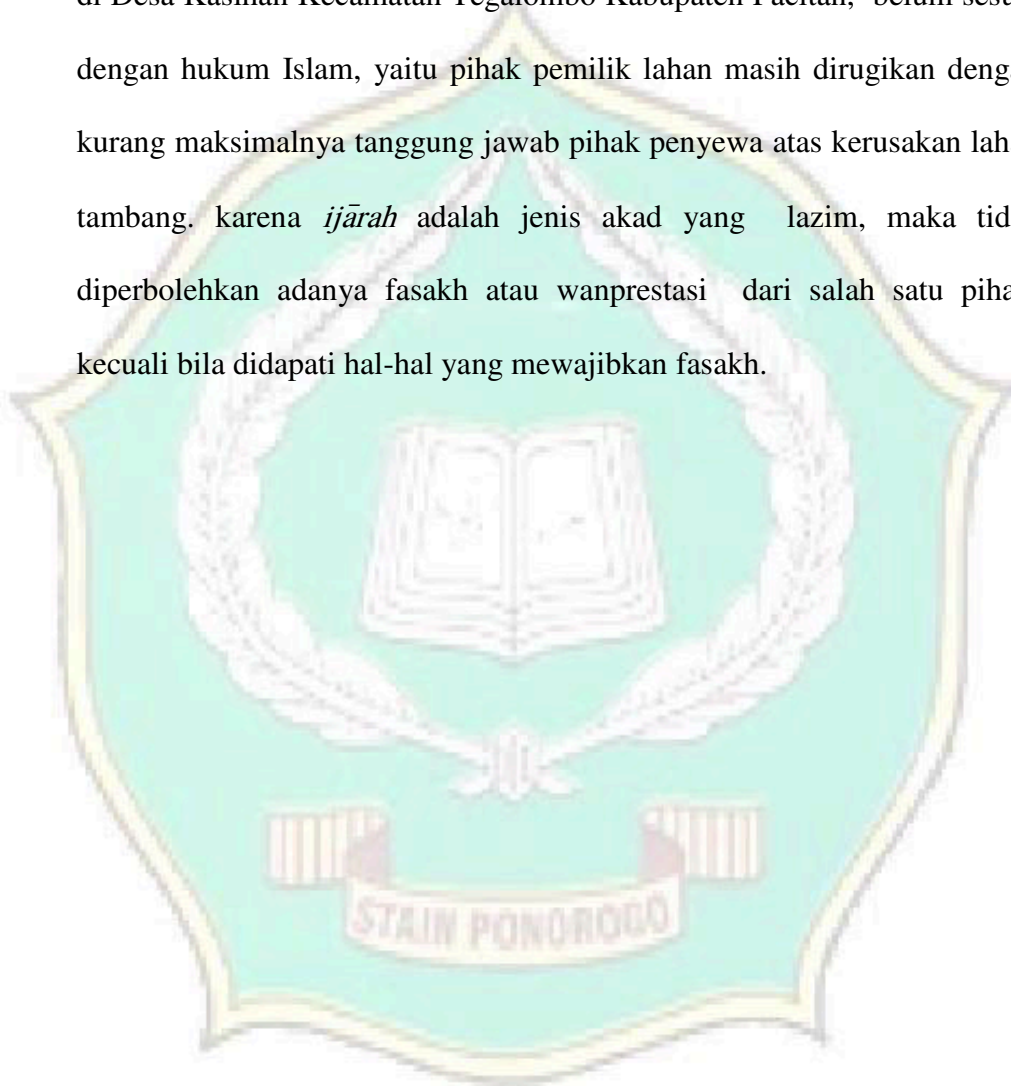 di Desa Kasihan Kecamatan Tegalombo Kabupaten Pacitan, belum sesu
dengan hukum Islam, yaitu pihak pemilik lahan masih dirugikan denga
kurang maksimalnya tanggung jawab pihak penyewa atas kerusakan laha
tambang. karena ijārah adalah jenis akad yang lazim, maka tid
diperbolehkan adanya fasakh atau wanprestasi dari salah satu piha
kecuali bila didapati hal-hal yang mewajibkan fasakh.
STAIN PONOROGO